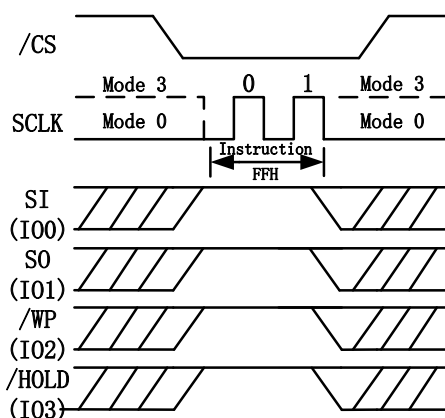 /CS
Mode 3 0 1 Mode 3
SCLK Mode 0 Mode 0
Instruction
FFH
SI
(IO0)
SO
(IO1)
/WP
(IO2)
/HOLD
(IO3)